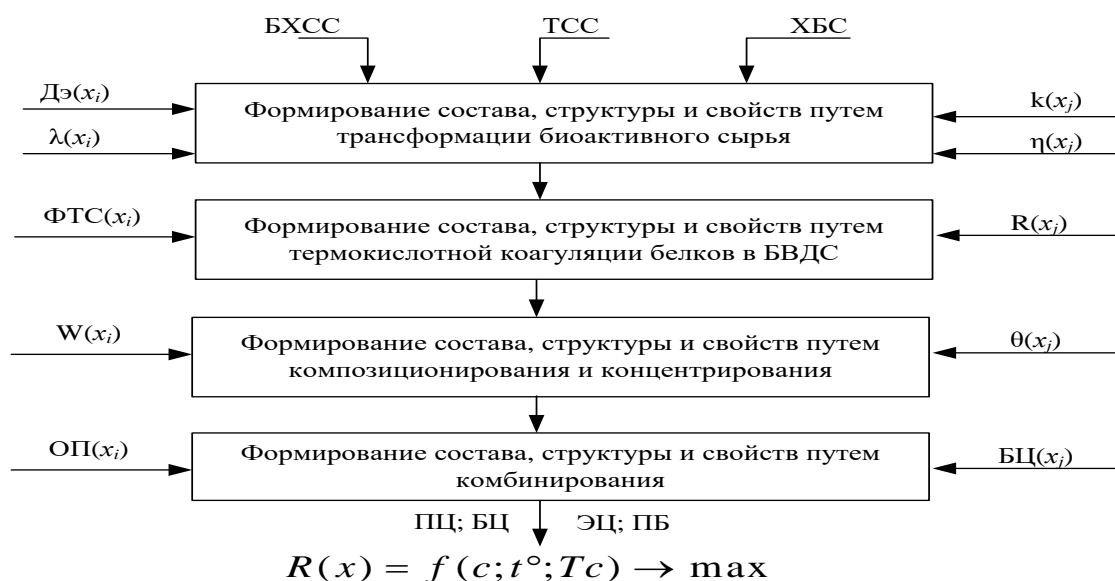 БХСС ТСС ХБС
Дэ(xᵢ)
λ(xᵢ)
Формирование состава, структуры и свойств путем
трансформации биоактивного сырья
k(xⱼ)
η(xⱼ)
ФТС(xᵢ)
Формирование состава, структуры и свойств путем
термокислотной коагуляции белков в БВДС
R(xⱼ)
W(xᵢ)
Формирование состава, структуры и свойств путем
композиционирования и концентрирования
θ(xⱼ)
ОП(xᵢ)
Формирование состава, структуры и свойств путем
комбинирования
БЦ(xⱼ)
ПЦ; БЦ ЭЦ; ПБ
R(x) = f(c; t°; Tc) → max